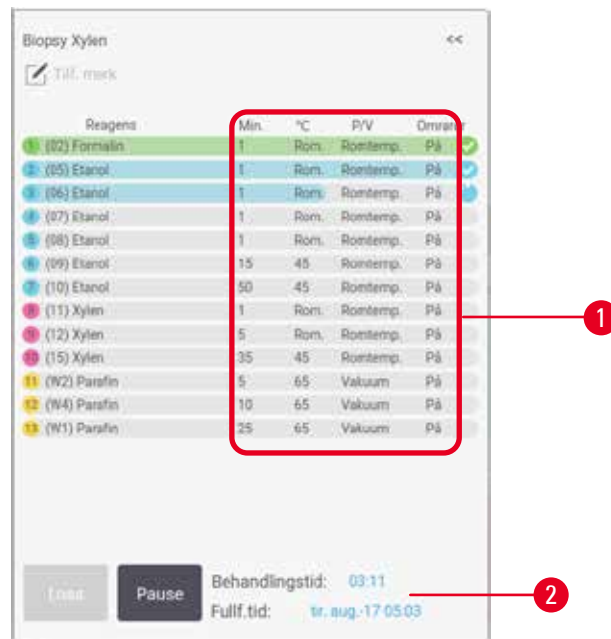 Biopsy Xylen <<
Tilf. merk
Reagens Min. °C P/V Omrører
1 (02) Formalin 1 Rom. Romtemp. På
2 (05) Etanol 1 Rom. Romtemp. På
3 (06) Etanol 1 Rom. Romtemp. På
4 (07) Etanol 1 Rom. Romtemp. På
5 (08) Etanol 1 Rom. Romtemp. På
6 (09) Etanol 15 45 Romtemp. På
7 (10) Etanol 50 45 Romtemp. På
8 (11) Xylen 1 Rom. Romtemp. På
9 (12) Xylen 5 Rom. Romtemp. På
10 (15) Xylen 35 45 Romtemp. På
11 (W2) Parafin 5 65 Vakuum På
12 (W4) Parafin 10 65 Vakuum På
13 (W1) Parafin 25 65 Vakuum På
1
Pause
Behandlingstid: 03:11
Fullf.tid: tir. aug.-17 05:03
2